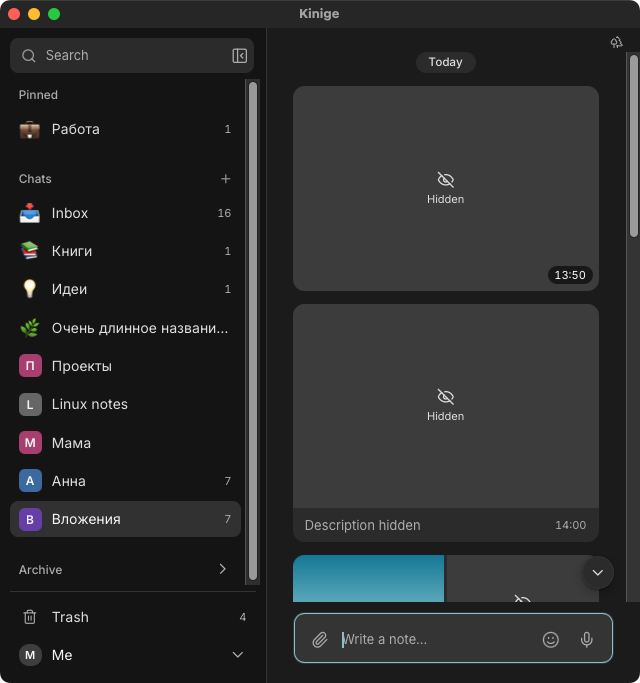 Kinige
Search
Pinned
Работа 1
Chats
Inbox 16
Книги 1
Идеи 1
Очень длинное названи...
П Проекты
L Linux notes
М Мама
А Анна 7
В Вложения 7
Archive
Trash 4
M Me
Today
Hidden
13:50
Hidden
Description hidden 14:00
Write a note...